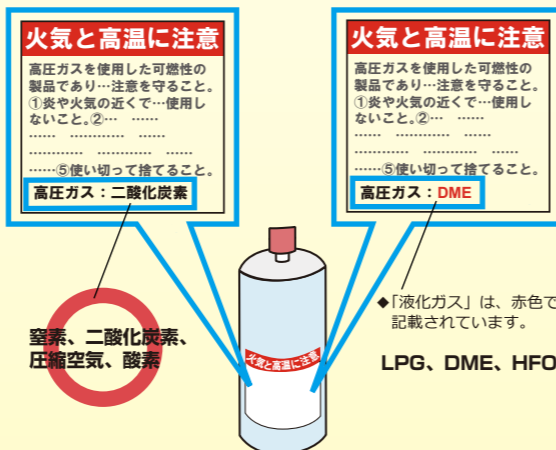 火気と高温に注意
高圧ガスを使用した可燃性の
製品であり…注意を守ること。
①炎や火気の近くで…使用し
ないこと。②… ……
…… ………… ……
………… ………… ……
……⑤使い切って捨てること。
高圧ガス：二酸化炭素
火気と高温に注意
高圧ガスを使用した可燃性の
製品であり…注意を守ること。
①炎や火気の近くで…使用し
ないこと。②… ……
…… ………… ……
………… ………… ……
……⑤使い切って捨てること。
高圧ガス：DME
窒素、二酸化炭素、
圧縮空気、酸素
火気と高温に注意
◆「液化ガス」は、赤色で
記載されています。
LPG、DME、HFO